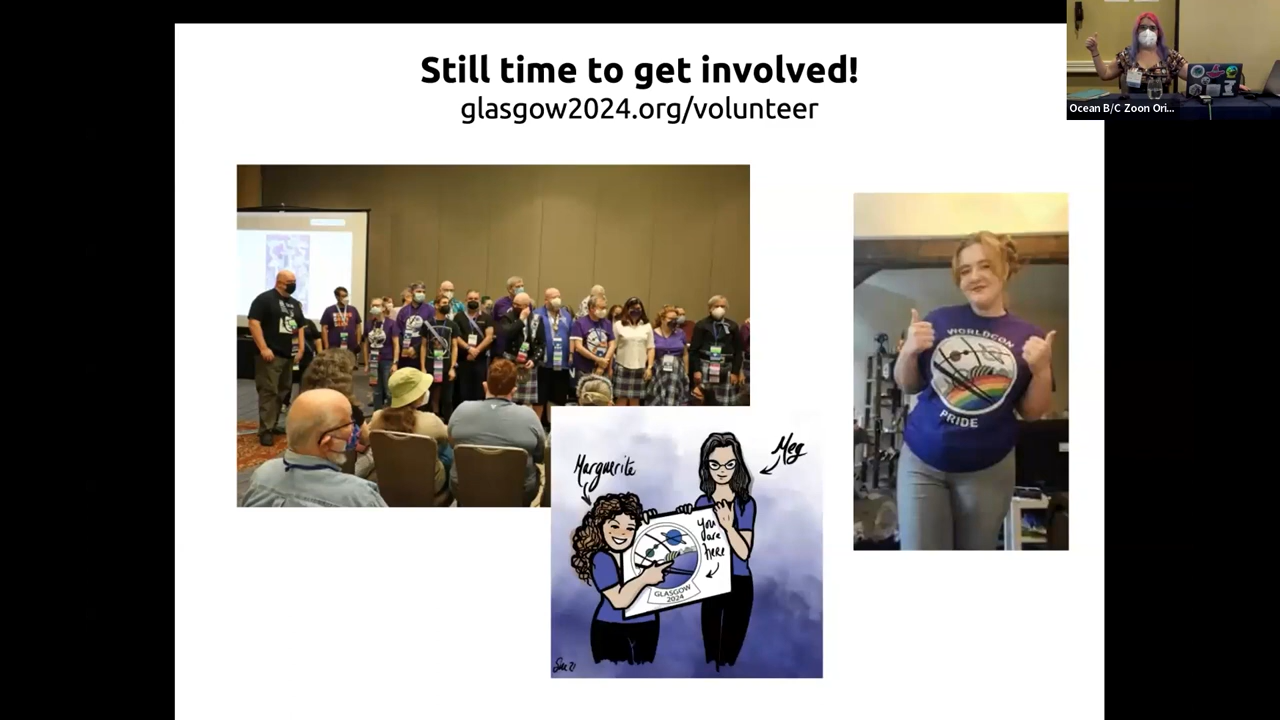 Still time to get involved!
glasgow2024.org/volunteer
Ocean B/C Zoon Ori...
WORLDCON
PRIDE
Marguerite
Meg
You
are
here
GLASGOW
2024